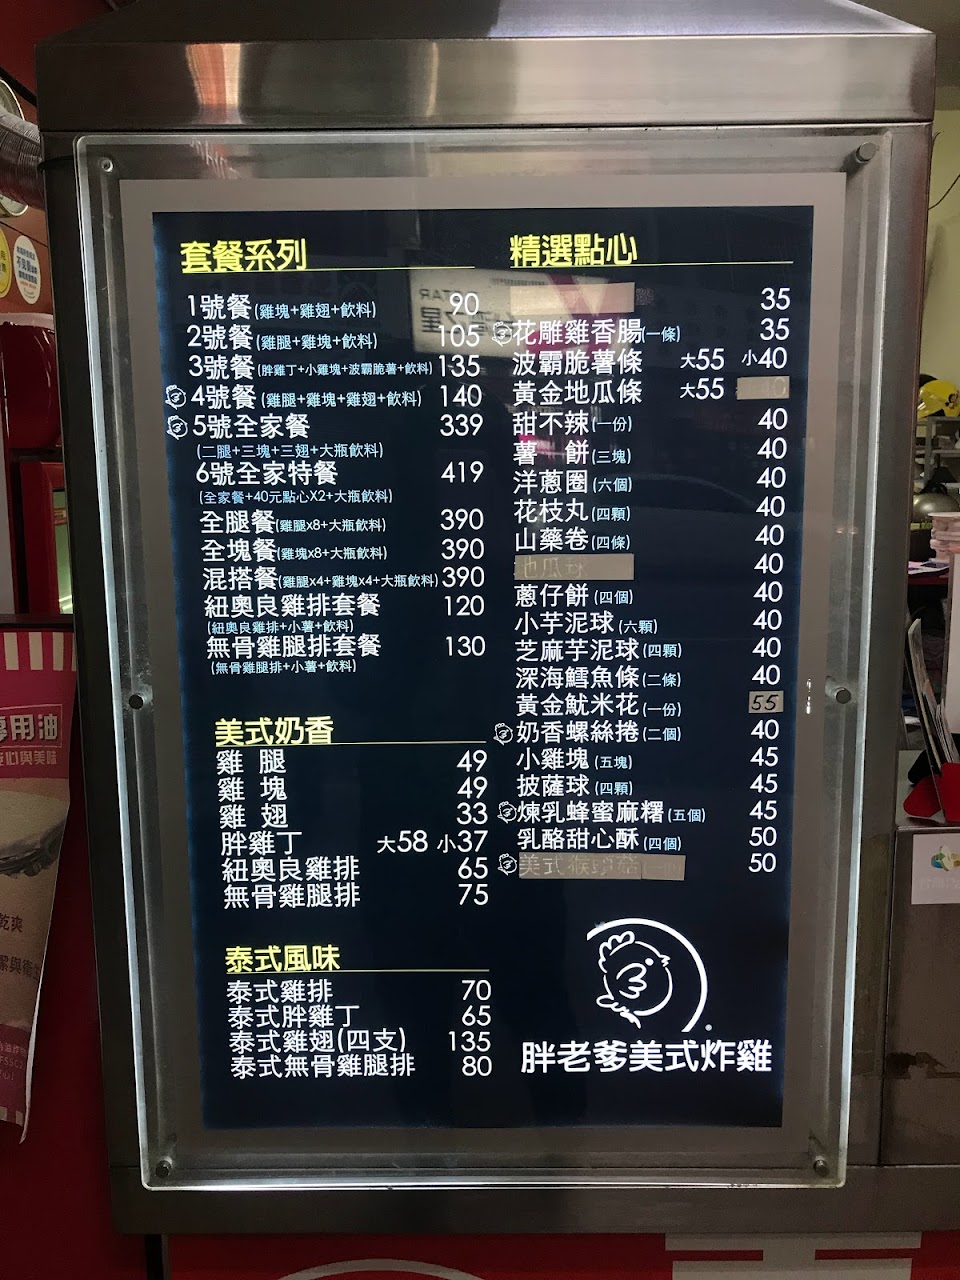 套餐系列
1號餐(雞塊+雞翅+飲料) 90
2號餐(雞腿+雞塊+飲料) 105
3號餐(胖雞丁+小雞塊+波霸脆薯+飲料) 135
4號餐(雞腿+雞塊+雞翅+飲料) 140
5號全家餐 339
(二腿+三塊+三翅+大瓶飲料)
6號全家特餐 419
(全家餐+40元點心X2+大瓶飲料)
全腿餐(雞腿x8+大瓶飲料) 390
全塊餐(雞塊x8+大瓶飲料) 390
混搭餐(雞腿x4+雞塊x4+大瓶飲料) 390
紐奧良雞排套餐 120
(紐奧良雞排+小薯+飲料)
無骨雞腿排套餐 130
(無骨雞腿排+小薯+飲料)
美式奶香
雞腿 49
雞塊 49
雞翅 33
胖雞丁 大58 小37
紐奧良雞排 65
無骨雞腿排 75
泰式風味
泰式雞排 70
泰式胖雞丁 65
泰式雞翅(四支) 135
泰式無骨雞腿排 80
精選點心
35
花雕雞香腸(一條) 35
波霸脆薯條 大55 小40
黃金地瓜條 大55
甜不辣(一份) 40
薯餅(三塊) 40
洋蔥圈(六個) 40
花枝丸(四顆) 40
山藥卷(四條) 40
地瓜球 40
蔥仔餅(四個) 40
小芋泥球(六顆) 40
芝麻芋泥球(四顆) 40
深海鱈魚條(二條) 40
黃金魷米花(一份) 55
奶香螺絲捲(二個) 40
小雞塊(五塊) 45
披薩球(四顆) 45
煉乳蜂蜜麻糬(五個) 45
乳酪甜心酥(四個) 50
美式 50
胖老爹美式炸雞
專用油
安心與美味
乾爽